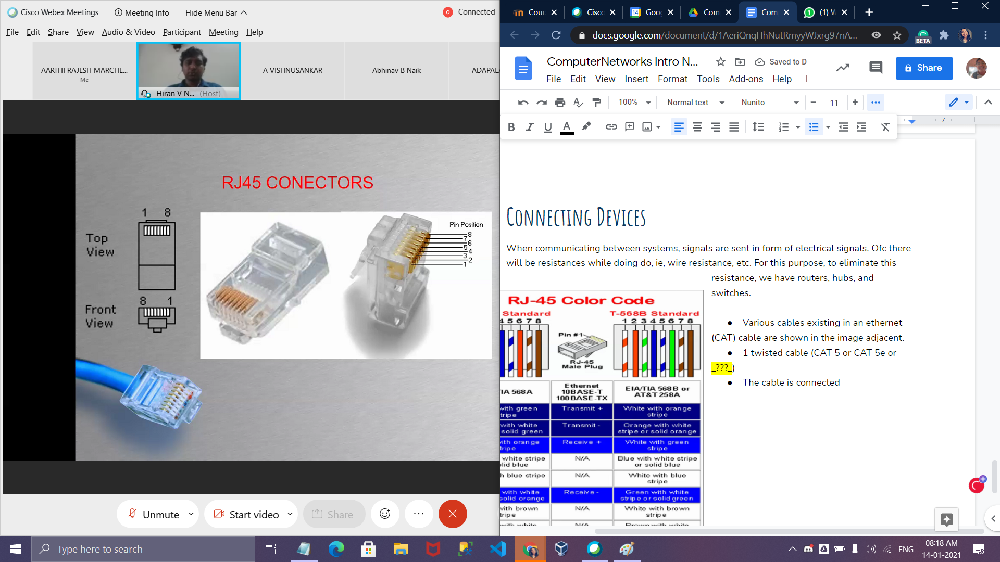 Cisco Webex Meetings
Meeting Info
Hide Menu Bar
Connected
File Edit Share View Audio & Video Participant Meeting Help
AARTHI RAJESH MARCHE...
Me
Hiran V N... (Host)
A VISHNUSANKAR
Abhinav B Naik
ADAPALA
RJ45 CONECTORS
1 8
Top
View
8 1
Front
View
Pin Position
8
7
6
5
4
3
2
1
Unmute
Start video
Share
Cour
Cisco
14
Goo
Com
Com
(1) W
docs.google.com/document/d/1AeriQnqHhNutRmyyWJxrg97nA...
BETA
ComputerNetworks Intro N...
Saved to D
Share
File Edit View Insert Format Tools Add-ons Help
100%
Normal text
Nunito
11
B I U A
7
Connecting Devices
When communicating between systems, signals are sent in form of electrical signals. Ofc there
will be resistances while doing do, ie, wire resistance, etc. For this purpose, to eliminate this
resistance, we have routers, hubs, and
switches.
● Various cables existing in an ethernet
(CAT) cable are shown in the image adjacent.
● 1 twisted cable (CAT 5 or CAT 5e or
_???_)
● The cable is connected
RJ-45 Color Code
Standard
T-568B Standard
4 5 6 7 8
1 2 3 4 5 6 7 8
Pin #1
RJ-45
Male Plug
IA 568A
Ethernet
10BASE-T
100BASE-TX
EIA/TIA 568B or
AT&T 258A
with green
tripe
Transmit +
White with orange
stripe
with white
solid green
Transmit -
Orange with white
stripe or solid orange
ith orange
tripe
Receive +
White with green
stripe
white stripe
lid blue
N/A
Blue with white stripe
or solid blue
h blue stripe
N/A
White with blue
stripe
with white
solid orange
Receive -
Green with white
stripe or solid green
with brown
tripe
N/A
White with brown
stripe
with white
N/A
Brown with white
Type here to search
ENG
08:18 AM
14-01-2021